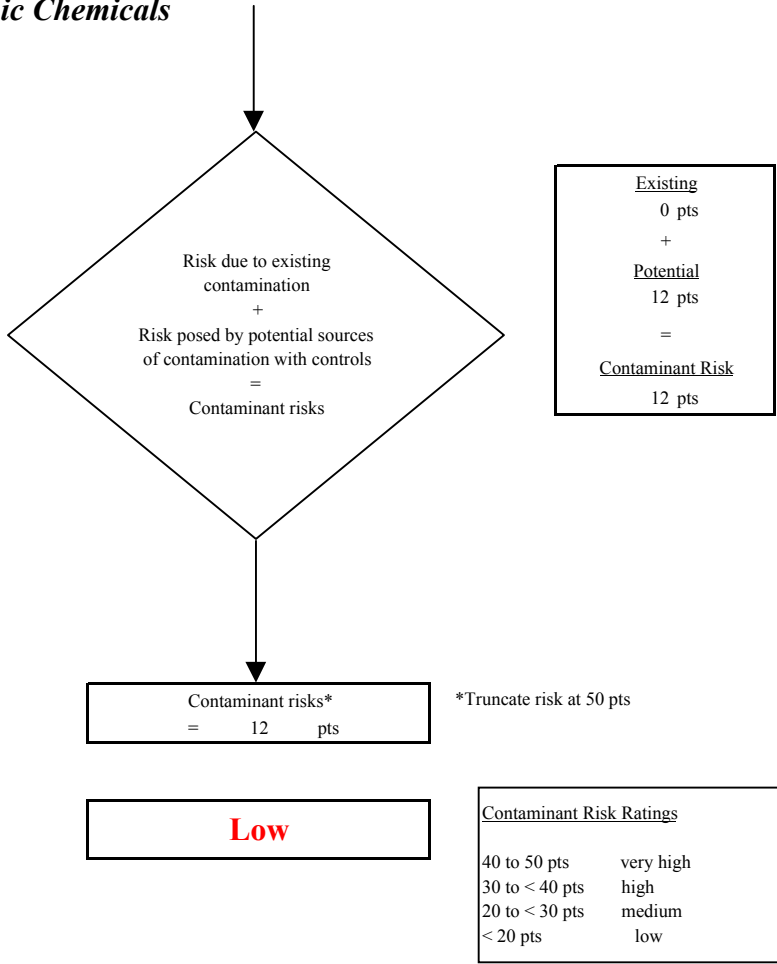 ic Chemicals
Risk due to existing
contamination
+
Risk posed by potential sources
of contamination with controls
=
Contaminant risks
Existing
0 pts
+
Potential
12 pts
=
Contaminant Risk
12 pts
Contaminant risks*
= 12 pts
*Truncate risk at 50 pts
Low
Contaminant Risk Ratings
40 to 50 pts very high
30 to < 40 pts high
20 to < 30 pts medium
< 20 pts low